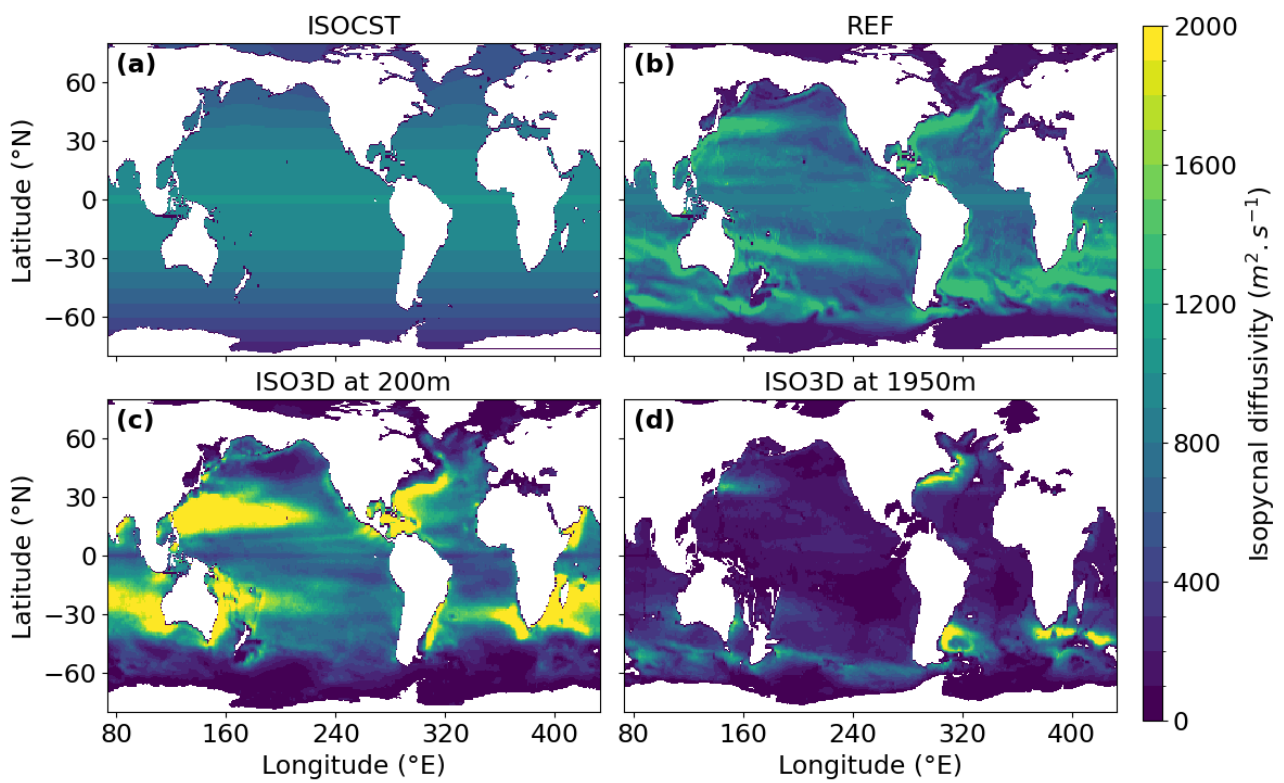 ISOCST
REF
(a)
(b)
60
30
0
−30
−60
Latitude (°N)
ISO3D at 200m
ISO3D at 1950m
(c)
(d)
60
30
0
−30
−60
Latitude (°N)
80
160
240
320
400
80
160
240
320
400
Longitude (°E)
Longitude (°E)
2000
1600
1200
800
400
0
Isopycnal diffusivity (m². s⁻¹)